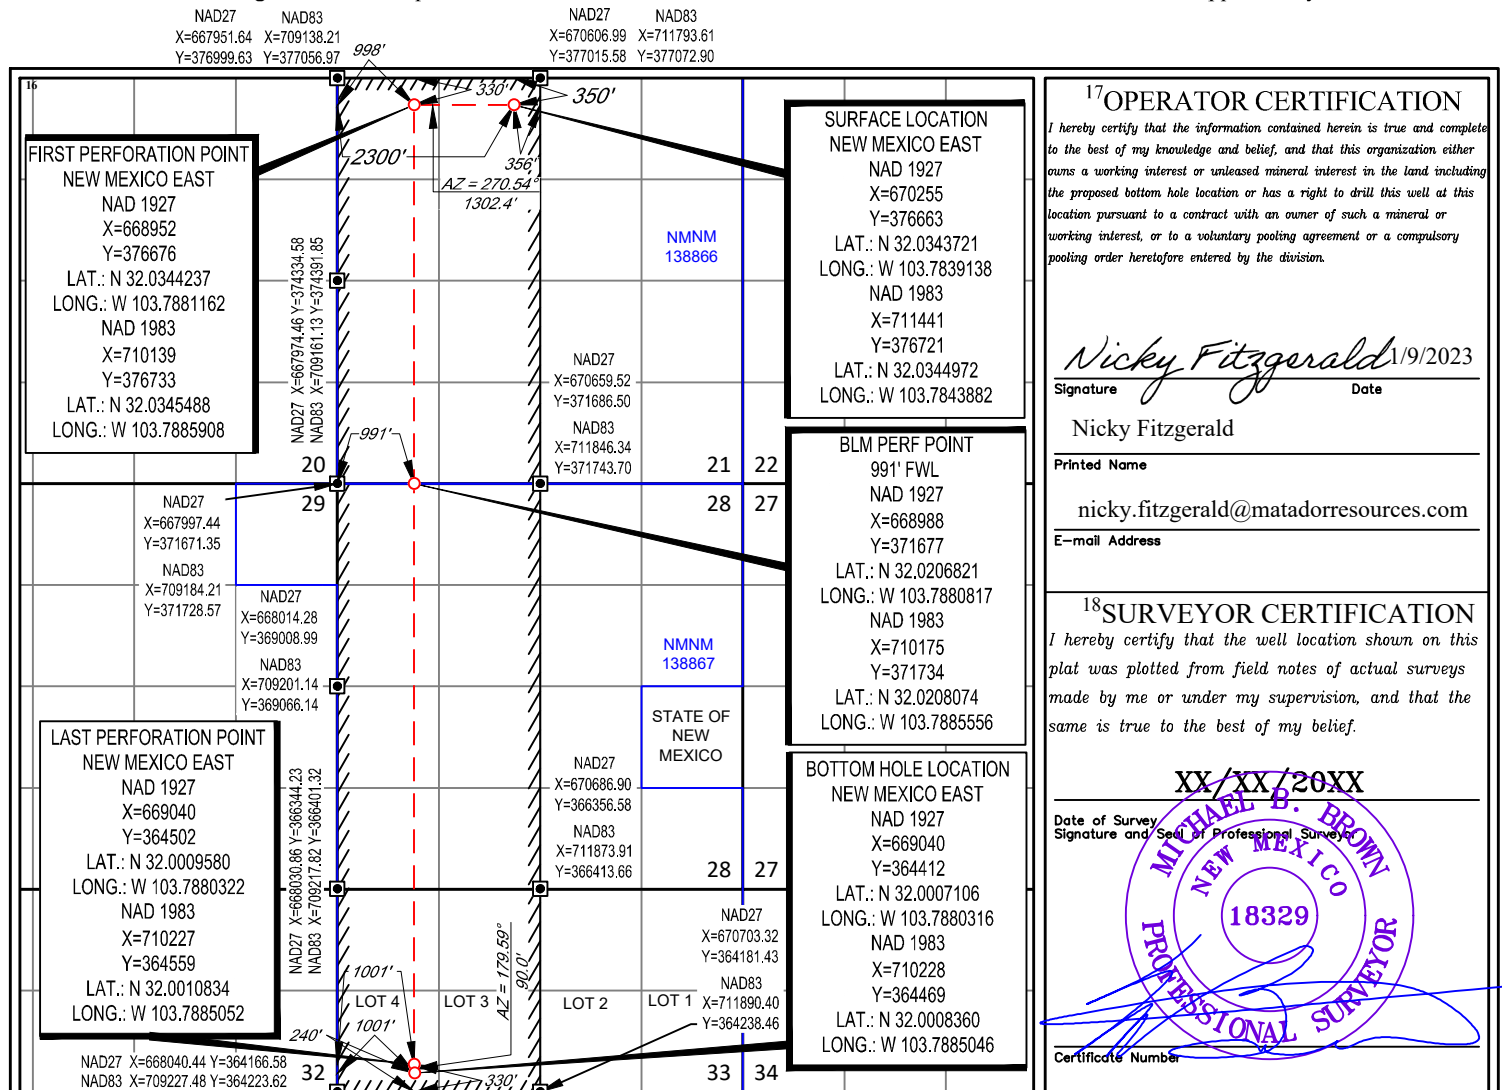 NAD27 NAD83
X=667951.64 X=709138.21
Y=376999.63 Y=377056.97
NAD27 NAD83
X=670606.99 X=711793.61
Y=377015.58 Y=377072.90
16
998'
330'
350'
2300'
356'
AZ = 270.54°
1302.4'
FIRST PERFORATION POINT
NEW MEXICO EAST
NAD 1927
X=668952
Y=376676
LAT.: N 32.0344237
LONG.: W 103.7881162
NAD 1983
X=710139
Y=376733
LAT.: N 32.0345488
LONG.: W 103.7885908
NAD27 X=667974.46 Y=374334.58
NAD83 X=709161.13 Y=374391.85
NMNM
138866
SURFACE LOCATION
NEW MEXICO EAST
NAD 1927
X=670255
Y=376663
LAT.: N 32.0343721
LONG.: W 103.7839138
NAD 1983
X=711441
Y=376721
LAT.: N 32.0344972
LONG.: W 103.7843882
NAD27
X=670659.52
Y=371686.50
NAD83
X=711846.34
Y=371743.70
991'
20
21 22
29
28 27
NAD27
X=667997.44
Y=371671.35
NAD83
X=709184.21
Y=371728.57
NAD27
X=668014.28
Y=369008.99
NAD83
X=709201.14
Y=369066.14
BLM PERF POINT
991' FWL
NAD 1927
X=668988
Y=371677
LAT.: N 32.0206821
LONG.: W 103.7880817
NAD 1983
X=710175
Y=371734
LAT.: N 32.0208074
LONG.: W 103.7885556
NMNM
138867
STATE OF
NEW
MEXICO
LAST PERFORATION POINT
NEW MEXICO EAST
NAD 1927
X=669040
Y=364502
LAT.: N 32.0009580
LONG.: W 103.7880322
NAD 1983
X=710227
Y=364559
LAT.: N 32.0010834
LONG.: W 103.7885052
NAD27 X=668030.86 Y=366344.23
NAD83 X=709217.82 Y=366401.32
NAD27
X=670686.90
Y=366356.58
NAD83
X=711873.91
Y=366413.66
28 27
BOTTOM HOLE LOCATION
NEW MEXICO EAST
NAD 1927
X=669040
Y=364412
LAT.: N 32.0007106
LONG.: W 103.7880316
NAD 1983
X=710228
Y=364469
LAT.: N 32.0008360
LONG.: W 103.7885046
NAD27
X=670703.32
Y=364181.43
NAD83
X=711890.40
Y=364238.46
AZ = 179.59°
90.0'
1001'
LOT 4 LOT 3 LOT 2 LOT 1
1001'
240'
330'
NAD27 X=668040.44 Y=364166.58
NAD83 X=709227.48 Y=364223.62
32
33 34
17OPERATOR CERTIFICATION
I hereby certify that the information contained herein is true and complete
to the best of my knowledge and belief, and that this organization either
owns a working interest or unleased mineral interest in the land including
the proposed bottom hole location or has a right to drill this well at this
location pursuant to a contract with an owner of such a mineral or
working interest, or to a voluntary pooling agreement or a compulsory
pooling order heretofore entered by the division.
Nicky Fitzgerald 1/9/2023
Signature Date
Nicky Fitzgerald
Printed Name
nicky.fitzgerald@matadorresources.com
E-mail Address
18SURVEYOR CERTIFICATION
I hereby certify that the well location shown on this
plat was plotted from field notes of actual surveys
made by me or under my supervision, and that the
same is true to the best of my belief.
XX/XX/20XX
Date of Survey
Signature and Seal of Professional Surveyor
MICHAEL B. BROWN
NEW MEXICO
18329
PROFESSIONAL SURVEYOR
Certificate Number